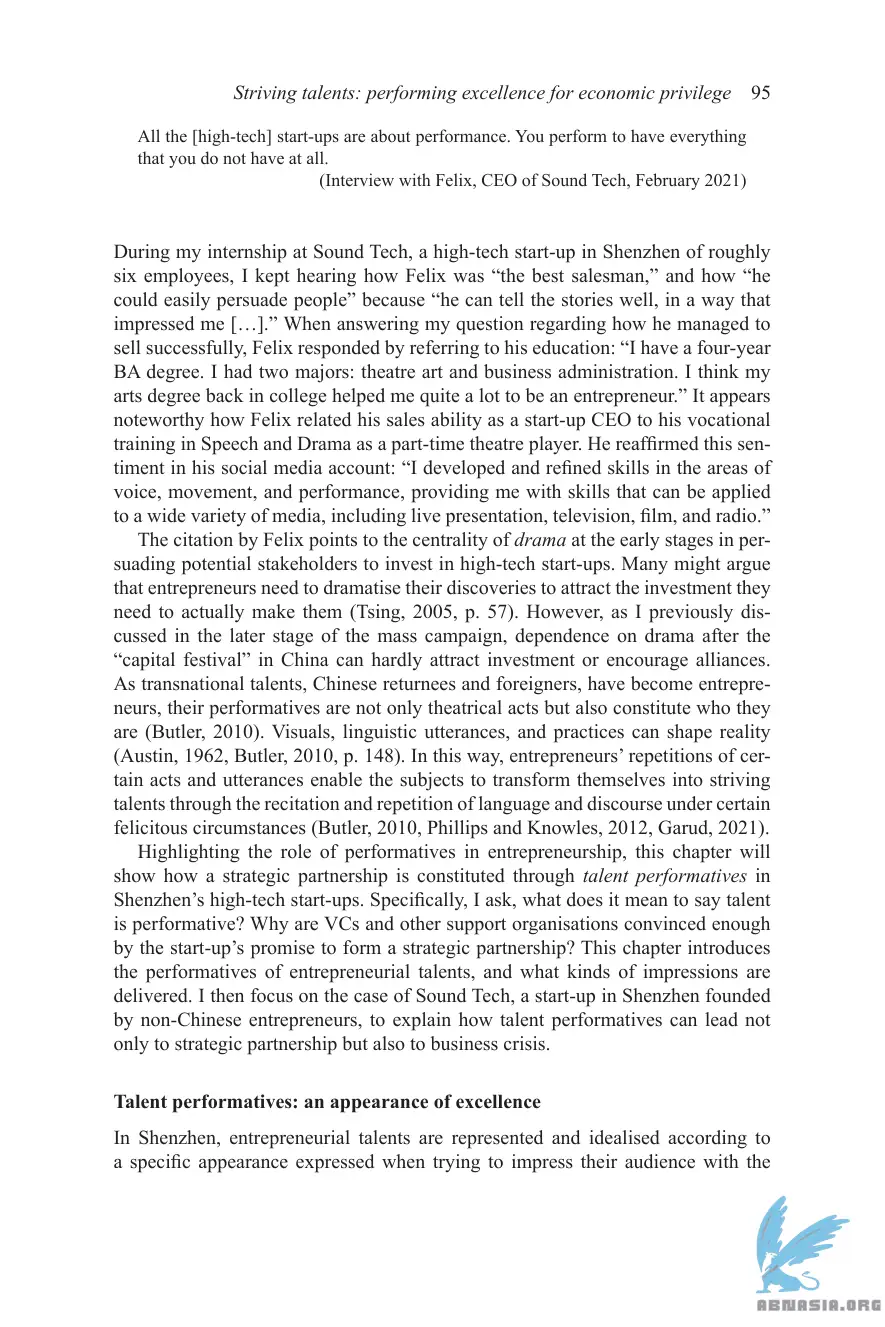 Striving talents: performing excellence for economic privilege 95
All the [high-tech] start-ups are about performance. You perform to have everything
that you do not have at all.
(Interview with Felix, CEO of Sound Tech, February 2021)
During my internship at Sound Tech, a high-tech start-up in Shenzhen of roughly
six employees, I kept hearing how Felix was “the best salesman,” and how “he
could easily persuade people” because “he can tell the stories well, in a way that
impressed me […].” When answering my question regarding how he managed to
sell successfully, Felix responded by referring to his education: “I have a four-year
BA degree. I had two majors: theatre art and business administration. I think my
arts degree back in college helped me quite a lot to be an entrepreneur.” It appears
noteworthy how Felix related his sales ability as a start-up CEO to his vocational
training in Speech and Drama as a part-time theatre player. He reaffirmed this sen-
timent in his social media account: “I developed and refined skills in the areas of
voice, movement, and performance, providing me with skills that can be applied
to a wide variety of media, including live presentation, television, film, and radio.”
The citation by Felix points to the centrality of drama at the early stages in per-
suading potential stakeholders to invest in high-tech start-ups. Many might argue
that entrepreneurs need to dramatise their discoveries to attract the investment they
need to actually make them (Tsing, 2005, p. 57). However, as I previously dis-
cussed in the later stage of the mass campaign, dependence on drama after the
“capital festival” in China can hardly attract investment or encourage alliances.
As transnational talents, Chinese returnees and foreigners, have become entrepre-
neurs, their performatives are not only theatrical acts but also constitute who they
are (Butler, 2010). Visuals, linguistic utterances, and practices can shape reality
(Austin, 1962, Butler, 2010, p. 148). In this way, entrepreneurs’ repetitions of cer-
tain acts and utterances enable the subjects to transform themselves into striving
talents through the recitation and repetition of language and discourse under certain
felicitous circumstances (Butler, 2010, Phillips and Knowles, 2012, Garud, 2021).
Highlighting the role of performatives in entrepreneurship, this chapter will
show how a strategic partnership is constituted through talent performatives in
Shenzhen’s high-tech start-ups. Specifically, I ask, what does it mean to say talent
is performative? Why are VCs and other support organisations convinced enough
by the start-up’s promise to form a strategic partnership? This chapter introduces
the performatives of entrepreneurial talents, and what kinds of impressions are
delivered. I then focus on the case of Sound Tech, a start-up in Shenzhen founded
by non-Chinese entrepreneurs, to explain how talent performatives can lead not
only to strategic partnership but also to business crisis.
Talent performatives: an appearance of excellence
In Shenzhen, entrepreneurial talents are represented and idealised according to
a specific appearance expressed when trying to impress their audience with the
ABNASIA.ORG